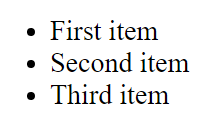 • First item
• Second item
• Third item